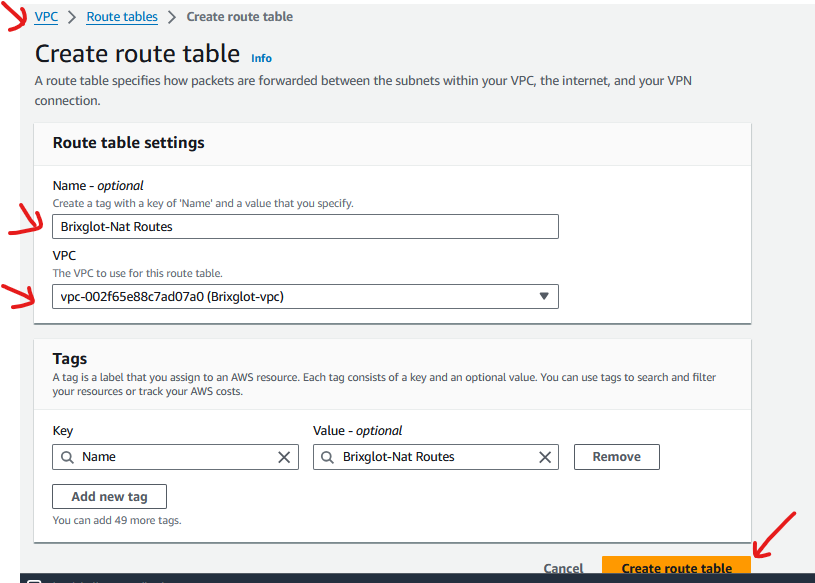 VPC > Route tables > Create route table
Create route table Info
A route table specifies how packets are forwarded between the subnets within your VPC, the internet, and your VPN
connection.
Route table settings
Name - optional
Create a tag with a key of 'Name' and a value that you specify.
Brixglot-Nat Routes
VPC
The VPC to use for this route table.
vpc-002f65e88c7ad07a0 (Brixglot-vpc)
Tags
A tag is a label that you assign to an AWS resource. Each tag consists of a key and an optional value. You can use tags to search and filter
your resources or track your AWS costs.
Key Value - optional
Name Brixglot-Nat Routes Remove
Add new tag
You can add 49 more tags.
Cancel Create route table